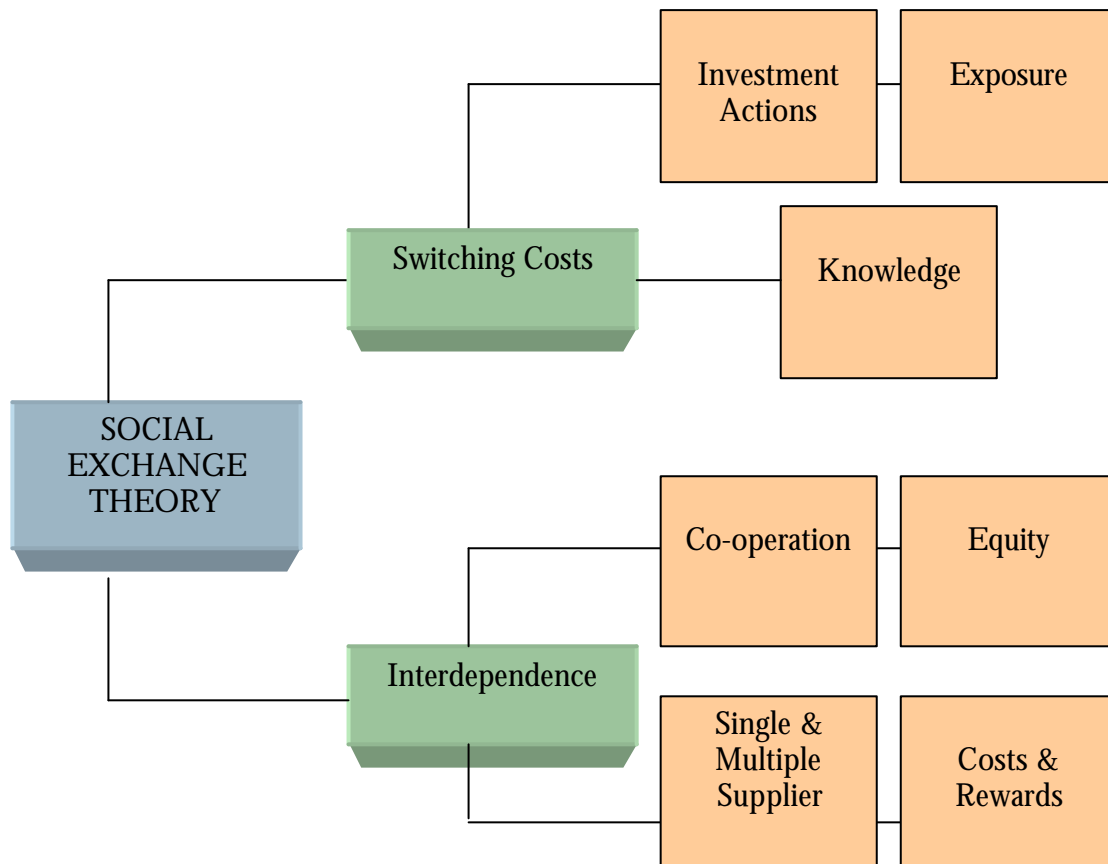 Investment
Actions
Exposure
Switching Costs
Knowledge
SOCIAL
EXCHANGE
THEORY
Co-operation
Equity
Interdependence
Single &
Multiple
Supplier
Costs &
Rewards